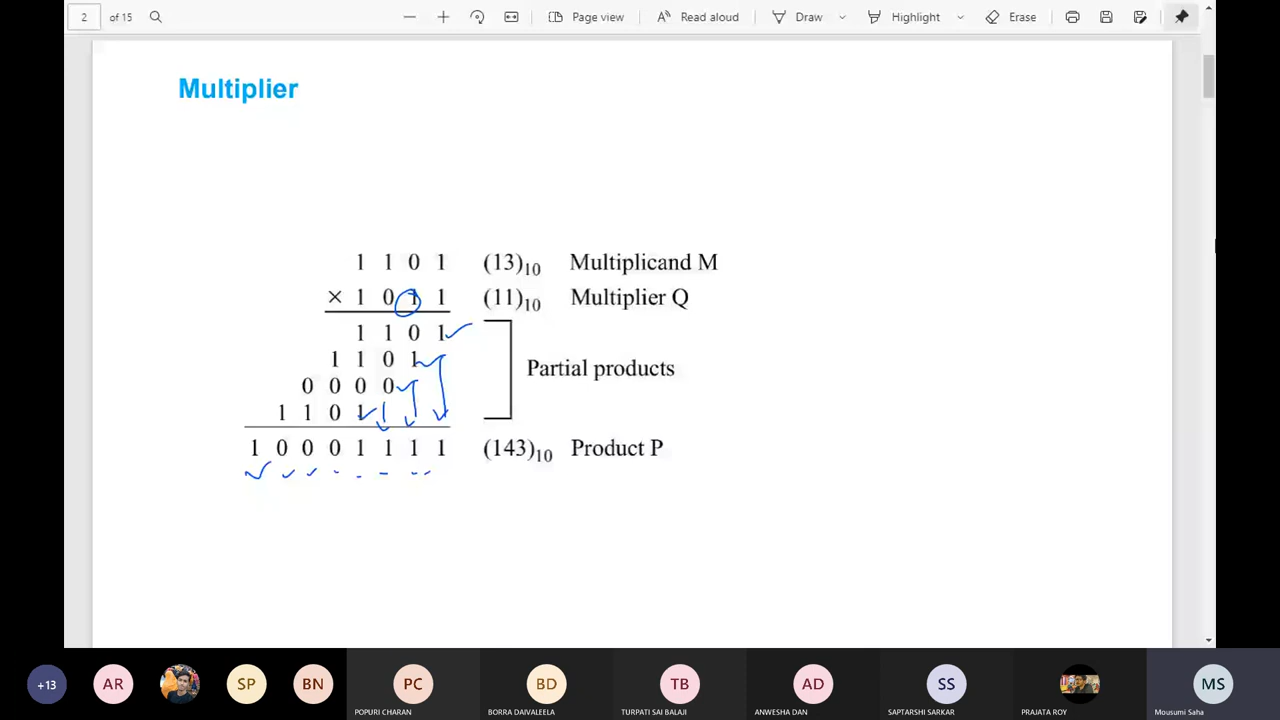 2 of 15 Page view Read aloud Draw Highlight Erase
Multiplier
1 1 0 1 (13)10 Multiplicand M
× 1 0 1 1 (11)10 Multiplier Q
1 1 0 1
1 1 0 1
Partial products
0 0 0 0
1 1 0 1
1 0 0 0 1 1 1 1 (143)10 Product P
+13 AR SP BN PC BD TB AD SS MS
POPURI CHARAN BORRA DAIVALEELA TURPATI SAI BALAJI ANWESHA DAN SAPTARSHI SARKAR PRAJATA ROY Mousumi Saha